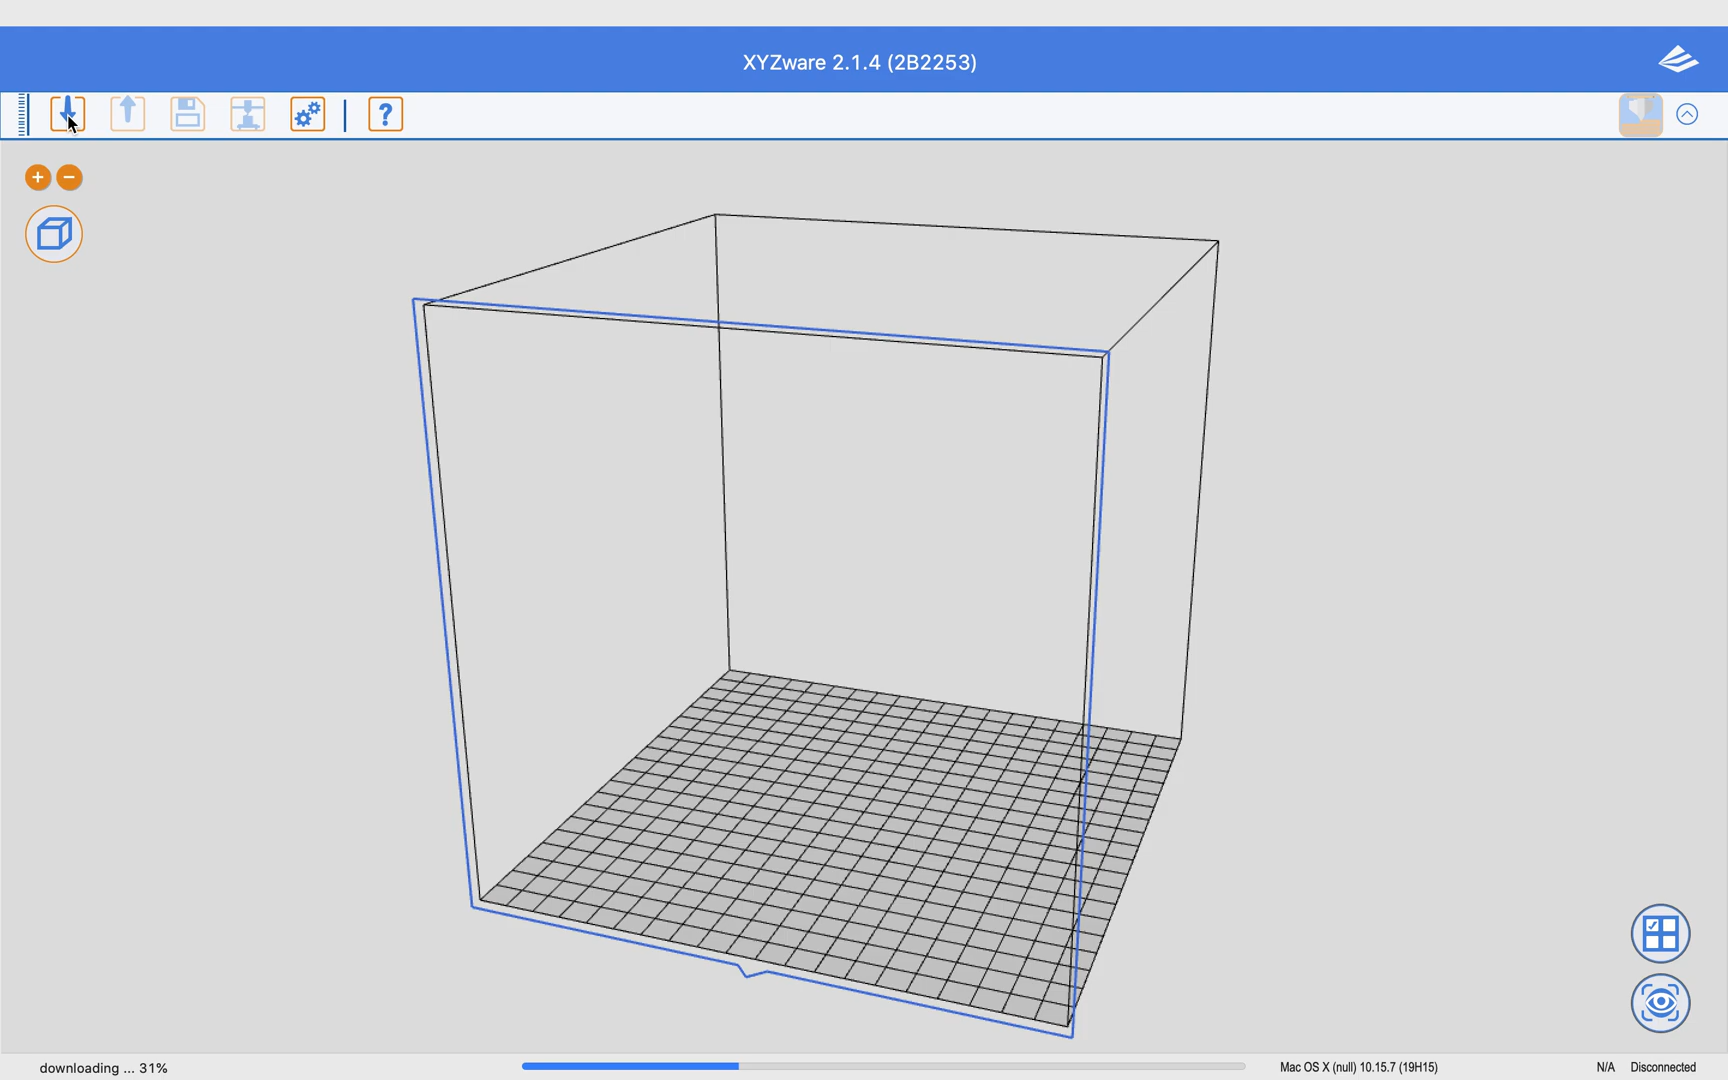 XYZware 2.1.4 (2B2253)
?
downloading ... 31%
Mac OS X (null) 10.15.7 (19H15)
N/A
Disconnected